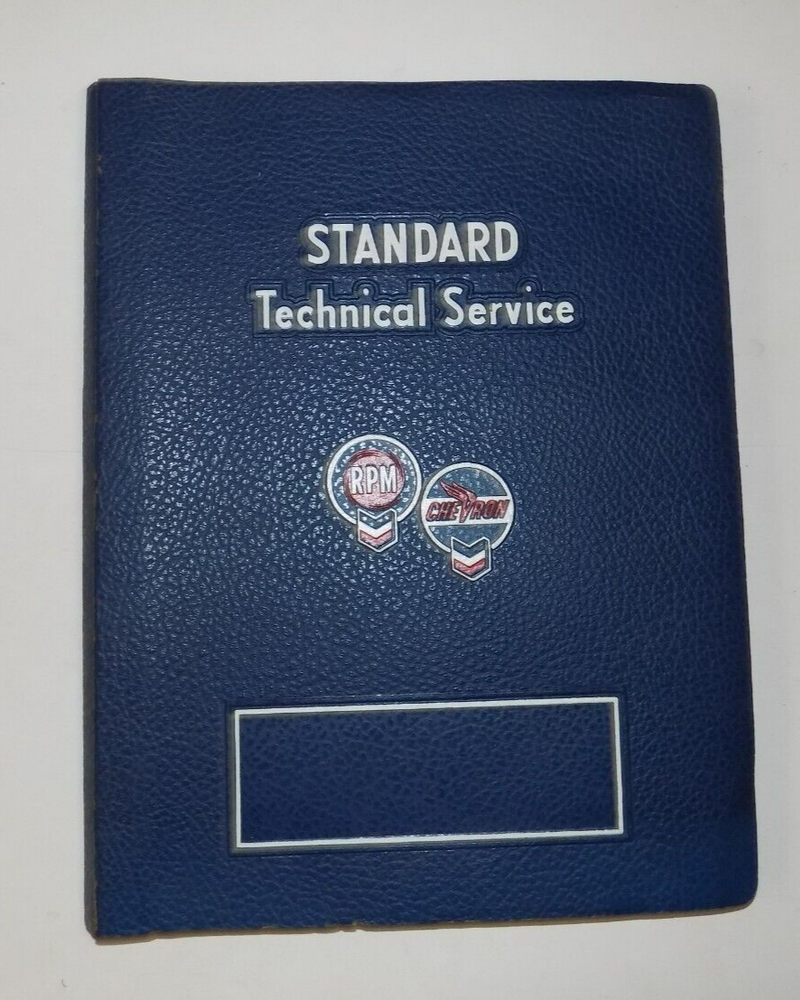 STANDARD
Technical Service
RPM
CHEVRON